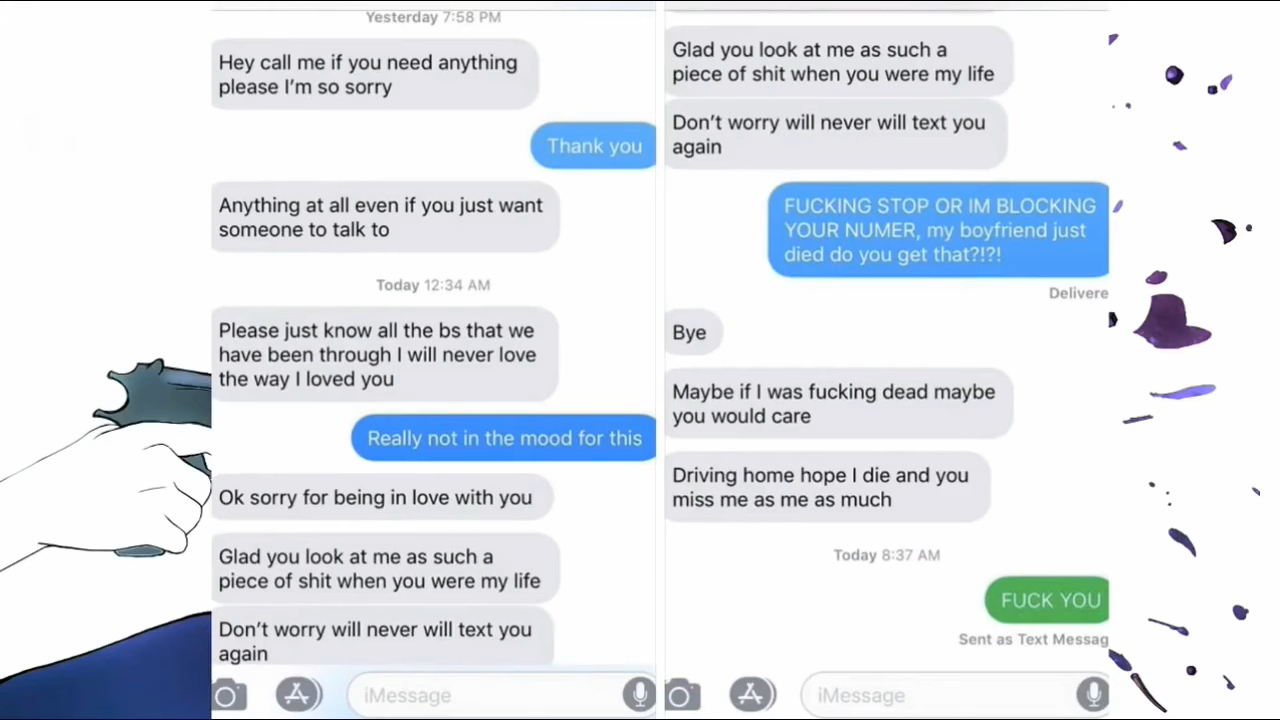 Yesterday 7:58 PM
Hey call me if you need anything
please I'm so sorry
Thank you
Anything at all even if you just want
someone to talk to
Today 12:34 AM
Please just know all the bs that we
have been through I will never love
the way I loved you
Really not in the mood for this
Ok sorry for being in love with you
Glad you look at me as such a
piece of shit when you were my life
Don't worry will never will text you
again
iMessage
Glad you look at me as such a
piece of shit when you were my life
Don't worry will never will text you
again
FUCKING STOP OR IM BLOCKING
YOUR NUMER, my boyfriend just
died do you get that?!?!
Delivere
Bye
Maybe if I was fucking dead maybe
you would care
Driving home hope I die and you
miss me as me as much
Today 8:37 AM
FUCK YOU
Sent as Text Messag
iMessage